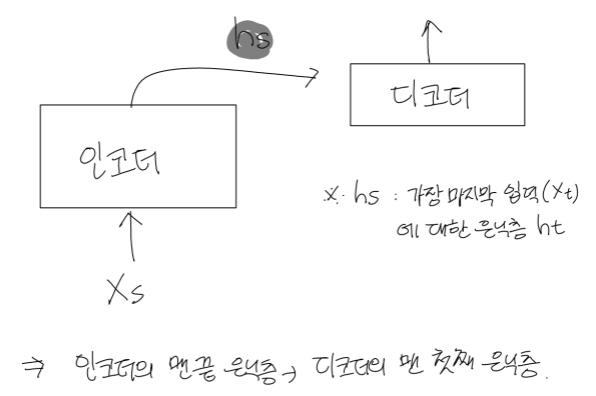 hs
디코더
인코더
※ hs : 가장 마지막 입력(Xt)
에 대한 은닉층 ht
Xs
⇒ 인코더의 맨끝 은닉층 → 디코더의 맨 첫째 은닉층.